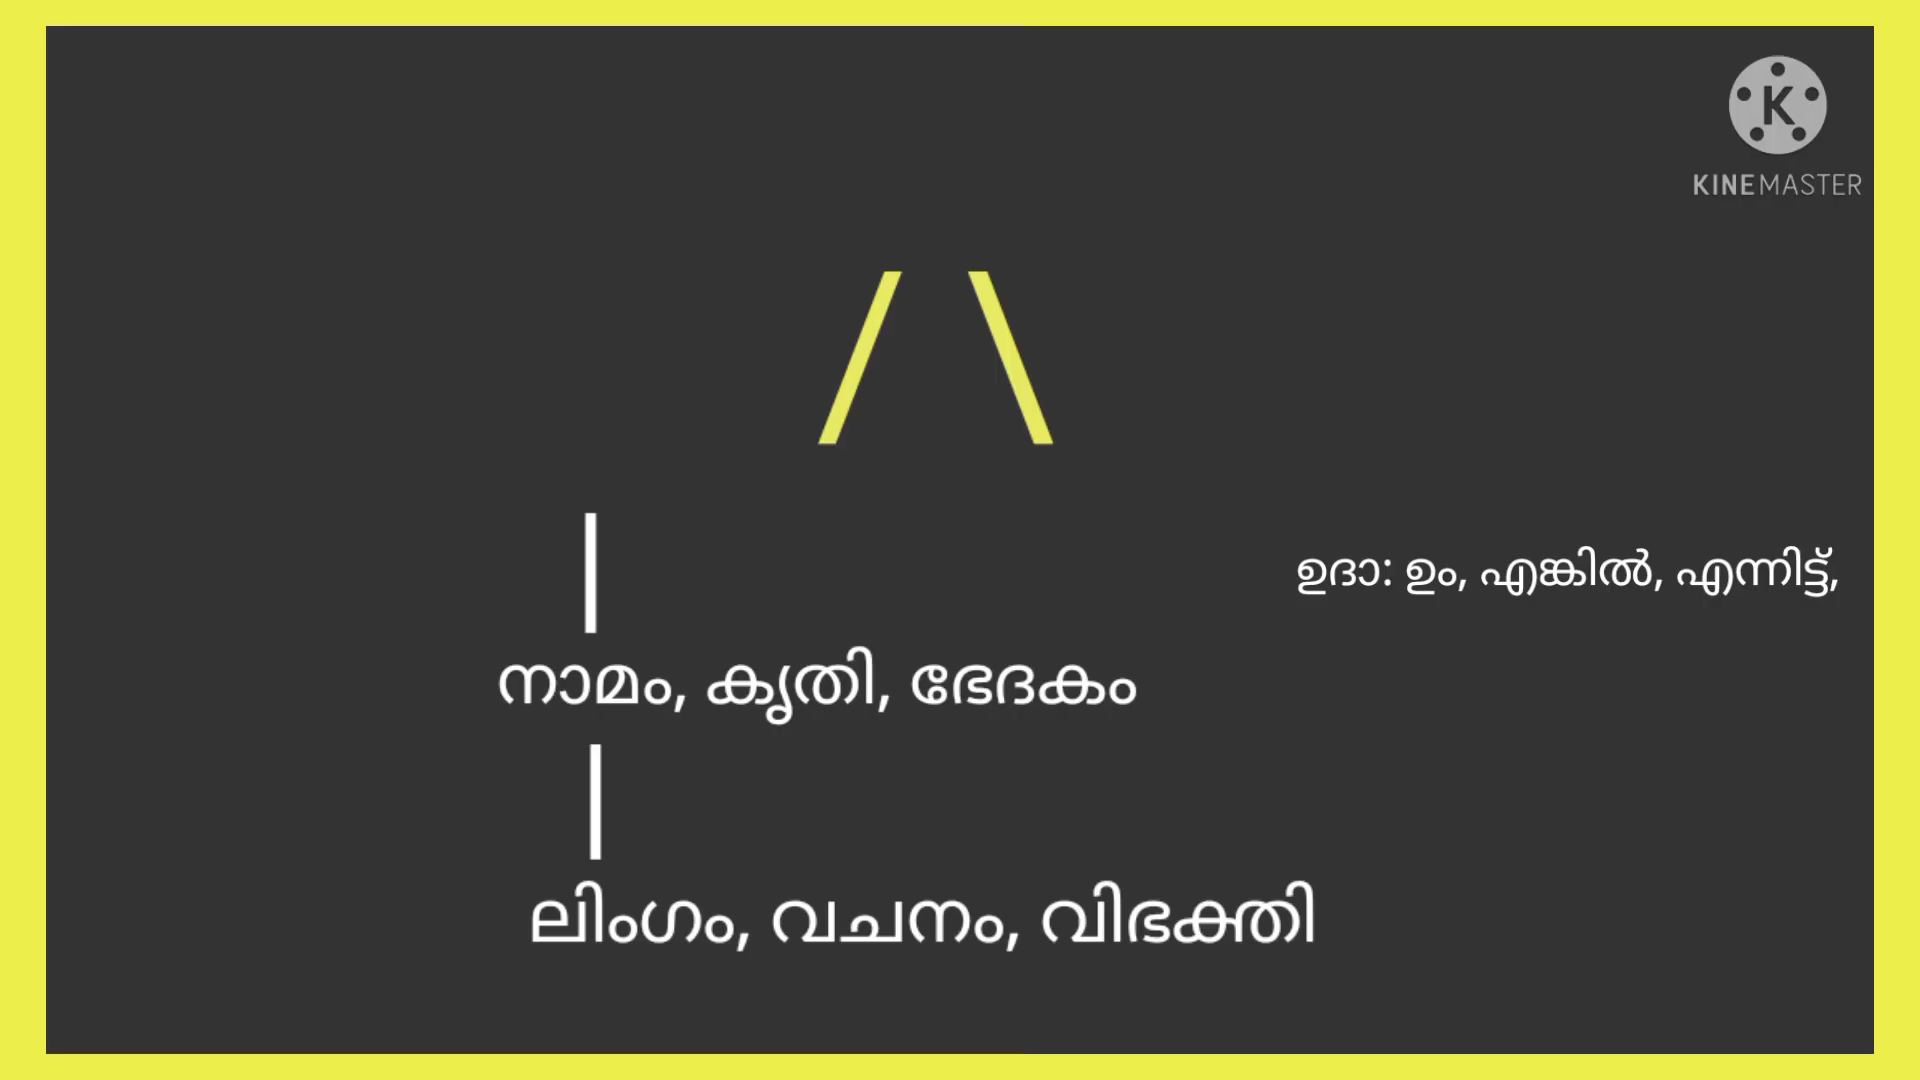 K
KINEMASTER
ഉദാ: ഉം, എങ്കിൽ, എന്നിട്ട്,
നാമം, കൃതി, ഭേദകം
ലിംഗം, വചനം, വിഭക്തി